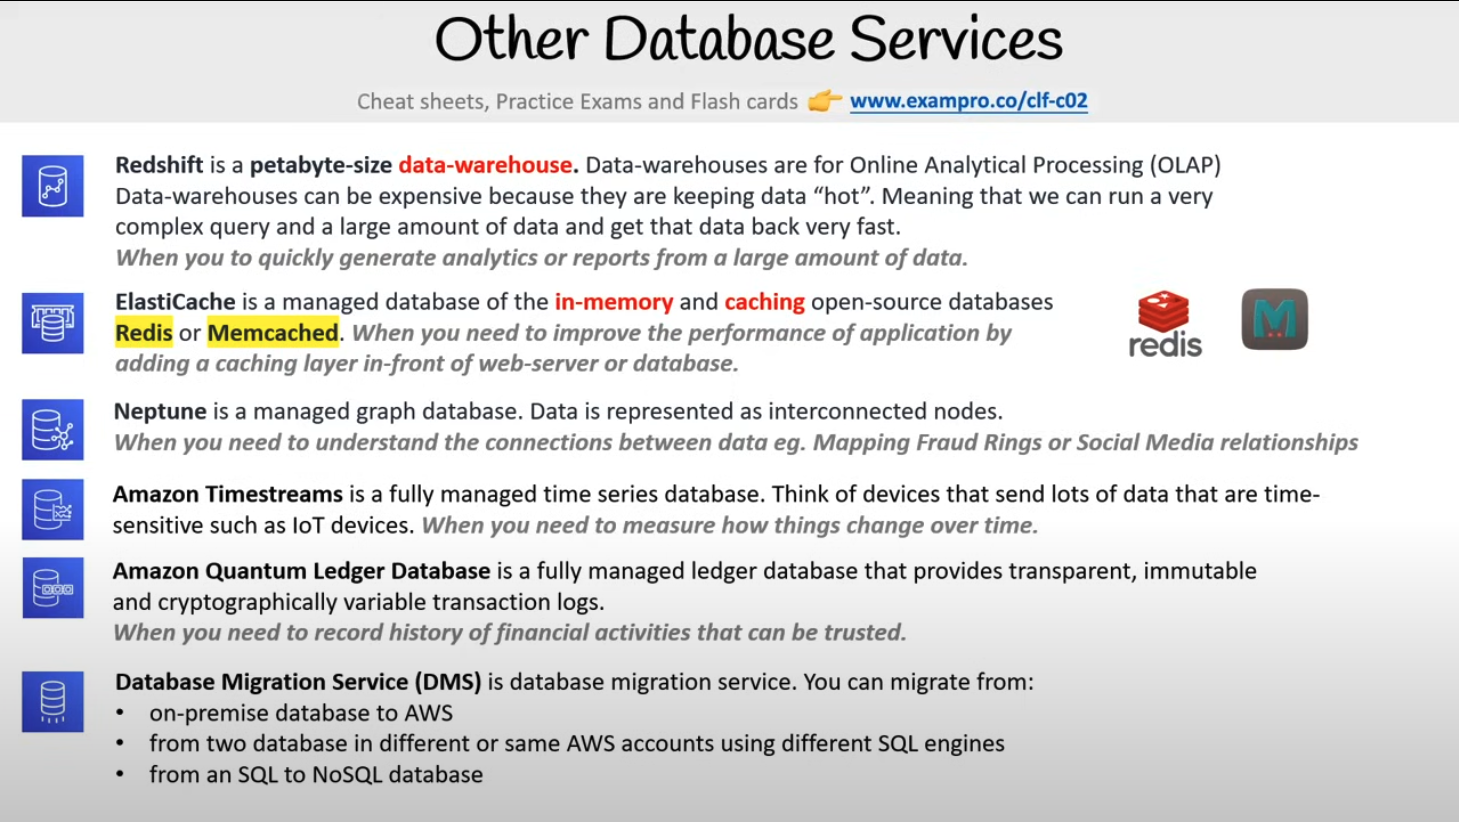 Other Database Services
Cheat sheets, Practice Exams and Flash cards 👉 www.exampro.co/clf-c02
Redshift is a petabyte-size data-warehouse. Data-warehouses are for Online Analytical Processing (OLAP)
Data-warehouses can be expensive because they are keeping data “hot”. Meaning that we can run a very
complex query and a large amount of data and get that data back very fast.
When you to quickly generate analytics or reports from a large amount of data.
ElastiCache is a managed database of the in-memory and caching open-source databases
Redis or Memcached. When you need to improve the performance of application by
adding a caching layer in-front of web-server or database.
redis
M
Neptune is a managed graph database. Data is represented as interconnected nodes.
When you need to understand the connections between data eg. Mapping Fraud Rings or Social Media relationships
Amazon Timestreams is a fully managed time series database. Think of devices that send lots of data that are time-
sensitive such as IoT devices. When you need to measure how things change over time.
Amazon Quantum Ledger Database is a fully managed ledger database that provides transparent, immutable
and cryptographically variable transaction logs.
When you need to record history of financial activities that can be trusted.
Database Migration Service (DMS) is database migration service. You can migrate from:
• on-premise database to AWS
• from two database in different or same AWS accounts using different SQL engines
• from an SQL to NoSQL database